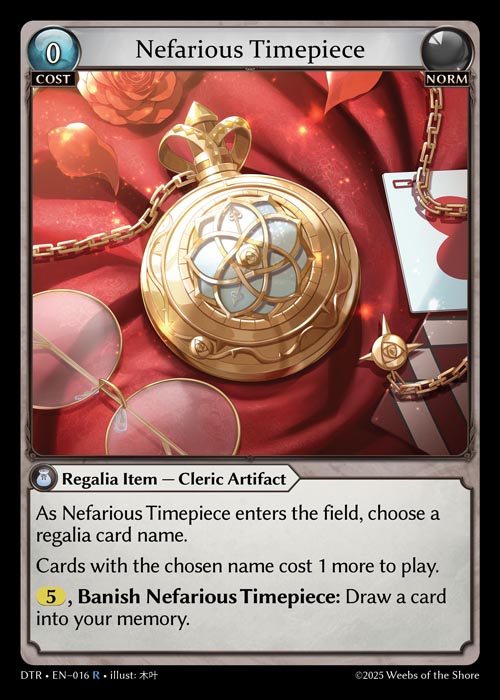 0
Nefarious Timepiece
COST
NORM
Regalia Item — Cleric Artifact
As Nefarious Timepiece enters the field, choose a
regalia card name.
Cards with the chosen name cost 1 more to play.
5, Banish Nefarious Timepiece: Draw a card
into your memory.
DTR • EN–016 R • illust: 木叶
©2025 Weebs of the Shore